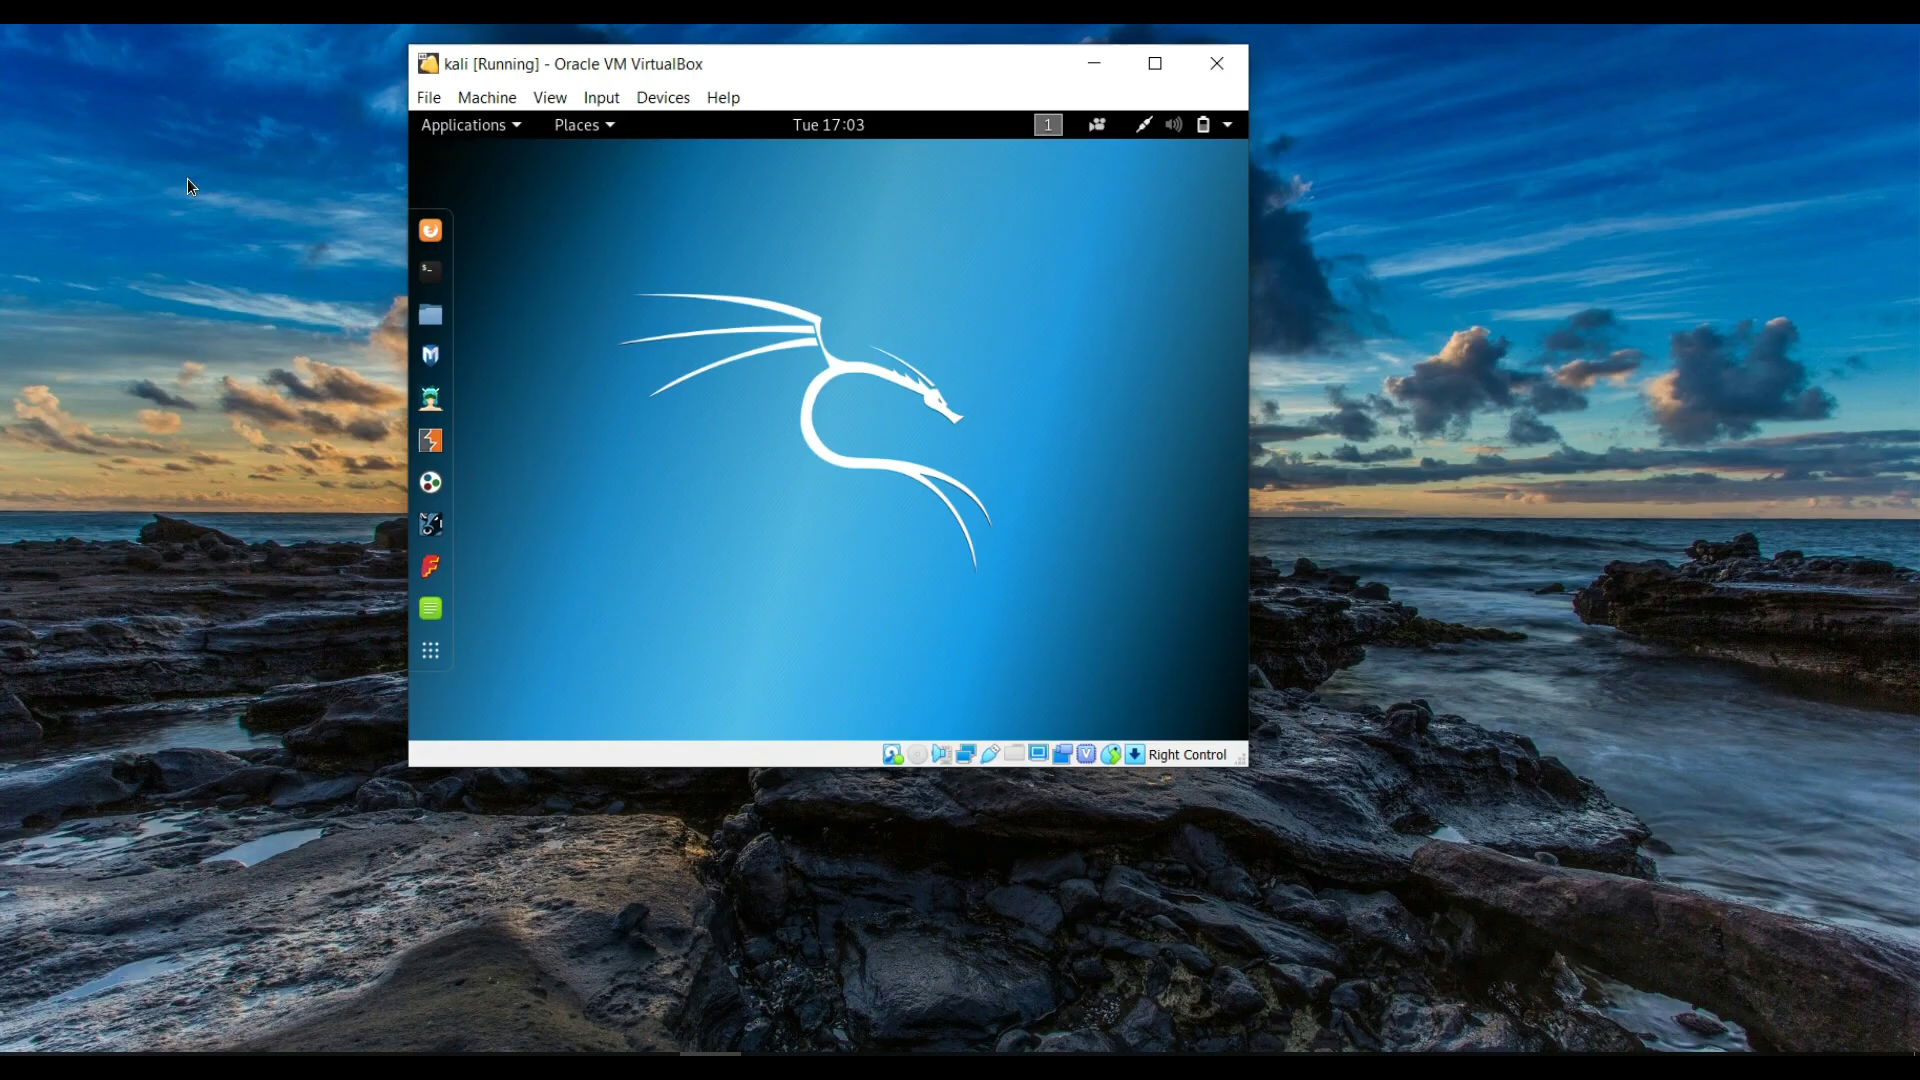 kali [Running] - Oracle VM VirtualBox
File Machine View Input Devices Help
Applications Places Tue 17:03 1
$-
Right Control